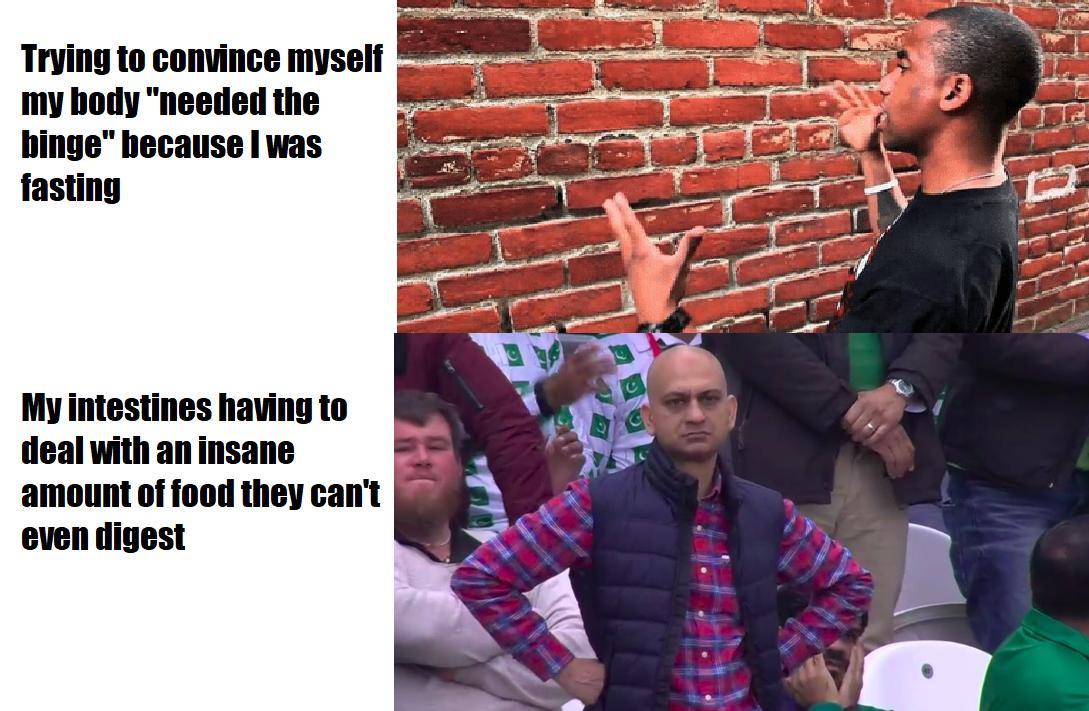 Trying to convince myself
my body "needed the
binge" because I was
fasting
My intestines having to
deal with an insane
amount of food they can't
even digest